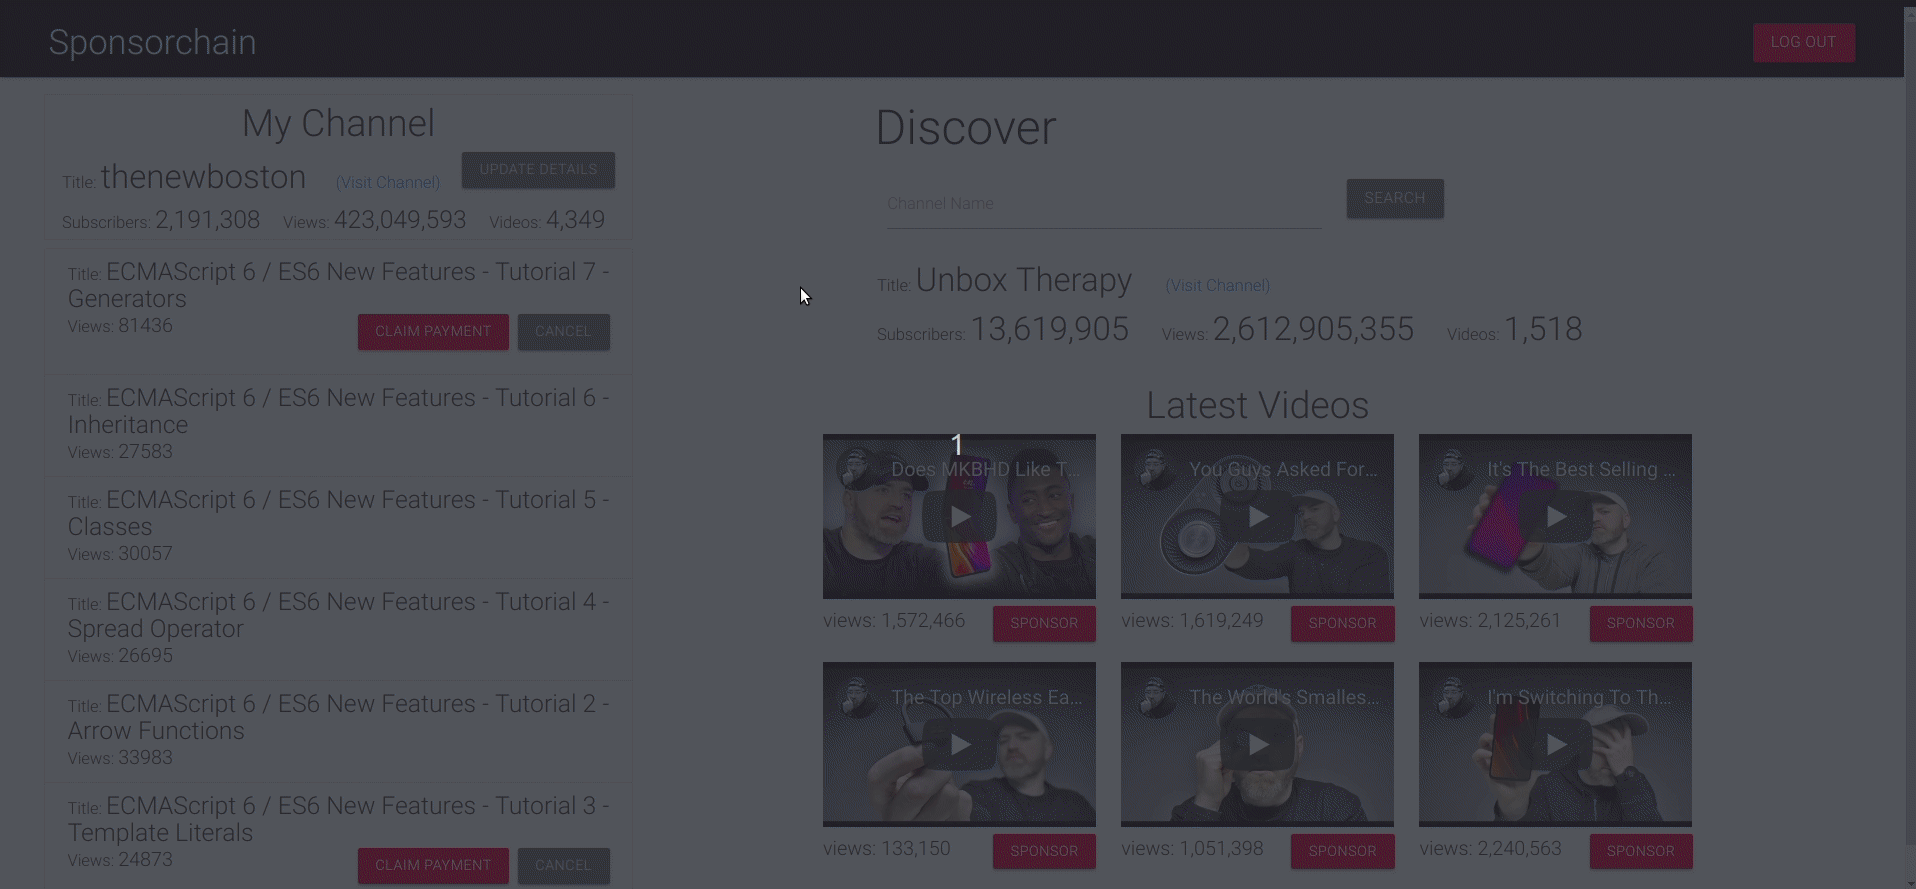 Sponsorchain
LOG OUT
My Channel
Title: thenewboston (Visit Channel) UPDATE DETAILS
Subscribers: 2,191,308 Views: 423,049,593 Videos: 4,349
Title: ECMAScript 6 / ES6 New Features - Tutorial 7 -
Generators
Views: 81436
CLAIM PAYMENT CANCEL
Title: ECMAScript 6 / ES6 New Features - Tutorial 6 -
Inheritance
Views: 27583
Title: ECMAScript 6 / ES6 New Features - Tutorial 5 -
Classes
Views: 30057
Title: ECMAScript 6 / ES6 New Features - Tutorial 4 -
Spread Operator
Views: 26695
Title: ECMAScript 6 / ES6 New Features - Tutorial 2 -
Arrow Functions
Views: 33983
Title: ECMAScript 6 / ES6 New Features - Tutorial 3 -
Template Literals
Views: 24873
CLAIM PAYMENT CANCEL
Discover
Channel Name SEARCH
Title: Unbox Therapy (Visit Channel)
Subscribers: 13,619,905 Views: 2,612,905,355 Videos: 1,518
Latest Videos
1
Does MKBHD Like T...
You Guys Asked For...
It's The Best Selling ...
views: 1,572,466 SPONSOR
views: 1,619,249 SPONSOR
views: 2,125,261 SPONSOR
The Top Wireless Ea...
The World's Smalles...
I'm Switching To Th...
views: 133,150 SPONSOR
views: 1,051,398 SPONSOR
views: 2,240,563 SPONSOR